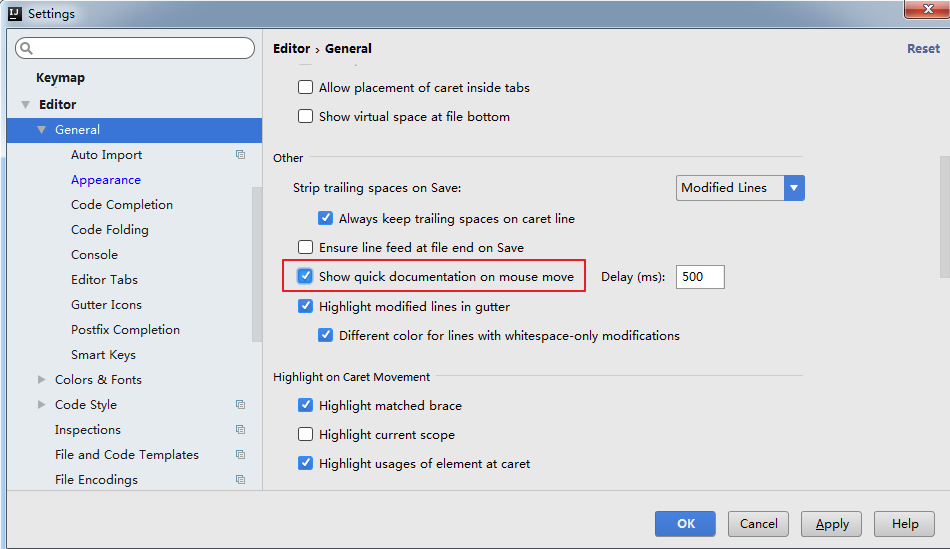 IJ Settings
Editor › General
Reset
Keymap
Editor
General
Auto Import
Appearance
Code Completion
Code Folding
Console
Editor Tabs
Gutter Icons
Postfix Completion
Smart Keys
Colors & Fonts
Code Style
Inspections
File and Code Templates
File Encodings
Allow placement of caret inside tabs
Show virtual space at file bottom
Other
Strip trailing spaces on Save: Modified Lines
Always keep trailing spaces on caret line
Ensure line feed at file end on Save
Show quick documentation on mouse move Delay (ms): 500
Highlight modified lines in gutter
Different color for lines with whitespace-only modifications
Highlight on Caret Movement
Highlight matched brace
Highlight current scope
Highlight usages of element at caret
OK Cancel Apply Help